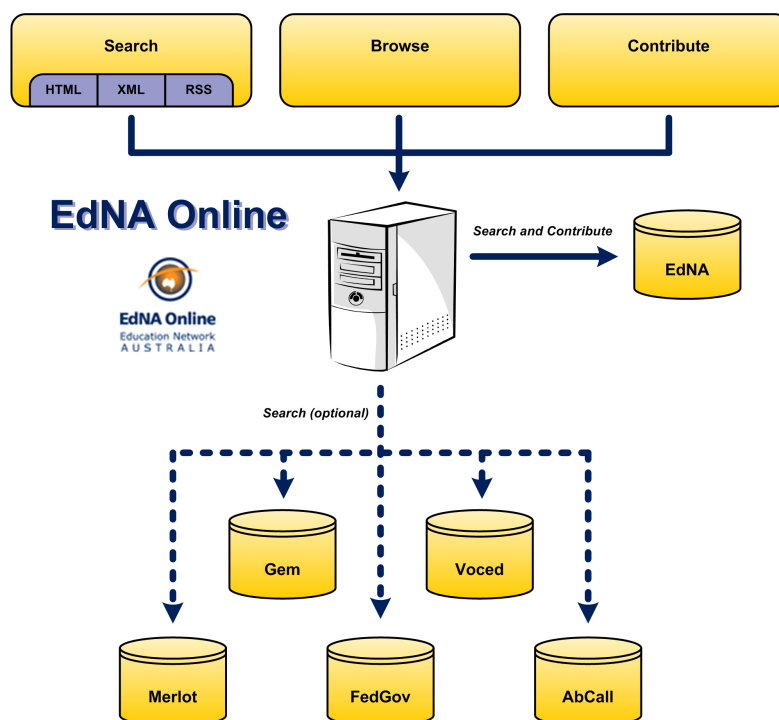 Search
Browse
Contribute
HTML
XML
RSS
EdNA Online
Search and Contribute
EdNA
EdNA Online
Education Network
AUSTRALIA
Search (optional)
Gem
Voced
Merlot
FedGov
AbCall